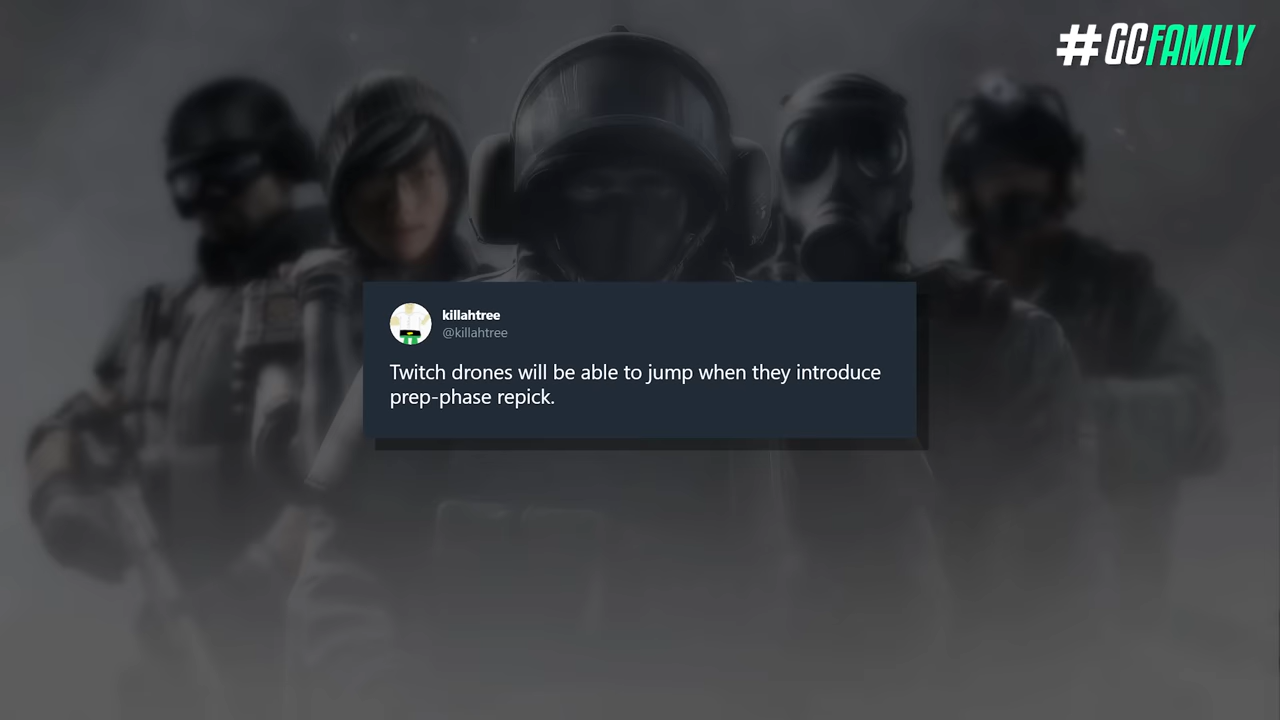 #GCFAMILY
killahtree
@killahtree
Twitch drones will be able to jump when they introduce
prep-phase repick.